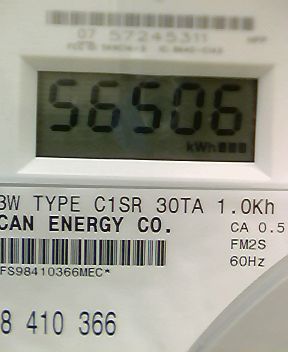 07 57245311
56506
kWh
3W TYPE C1SR 30TA 1.0Kh
CAN ENERGY CO.
CA 0.5
FM2S
FS98410366MEC*
60Hz
8 410 366